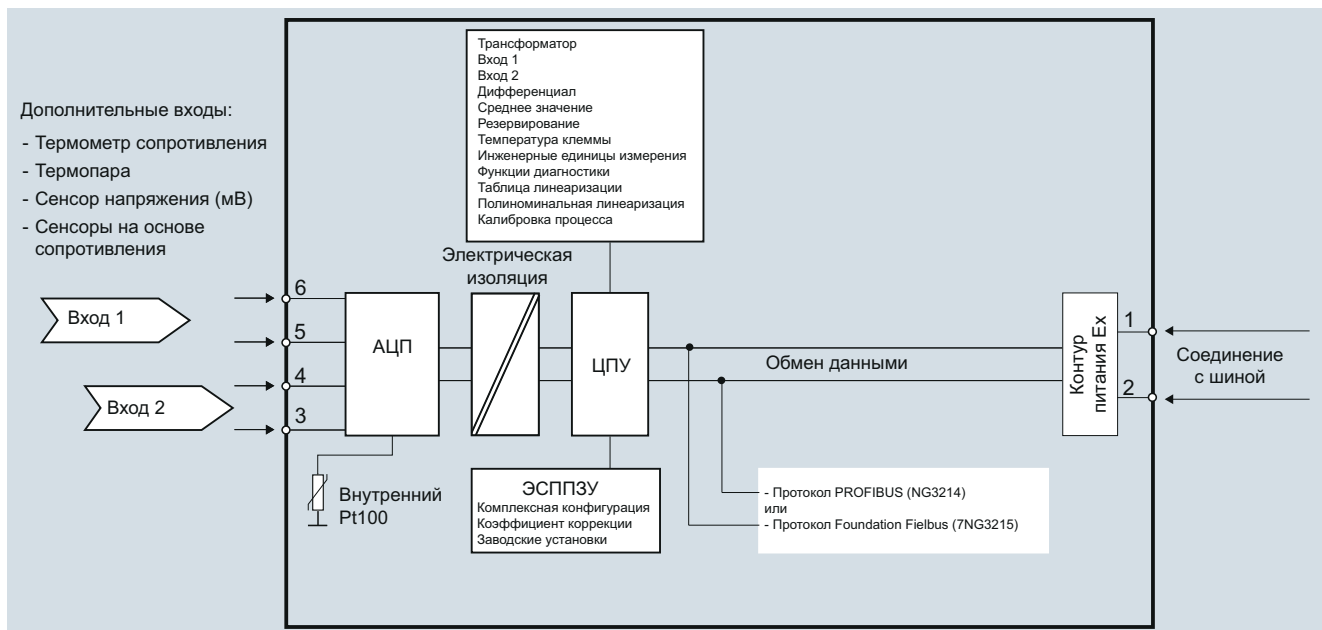 Трансформатор
Вход 1
Вход 2
Дифференциал
Среднее значение
Резервирование
Температура клеммы
Инженерные единицы измерения
Функции диагностики
Таблица линеаризации
Полиноминальная линеаризация
Калибровка процесса
Дополнительные входы:
- Термометр сопротивления
- Термопара
- Сенсор напряжения (мВ)
- Сенсоры на основе
сопротивления
Электрическая
изоляция
Вход 1
Вход 2
6
5
4
3
АЦП
ЦПУ
Обмен данными
Контур
питания Ex
1
2
Соединение
с шиной
Внутренний
Pt100
ЭСППЗУ
Комплексная конфигурация
Коэффициент коррекции
Заводские установки
- Протокол PROFIBUS (NG3214)
или
- Протокол Foundation Fielbus (7NG3215)